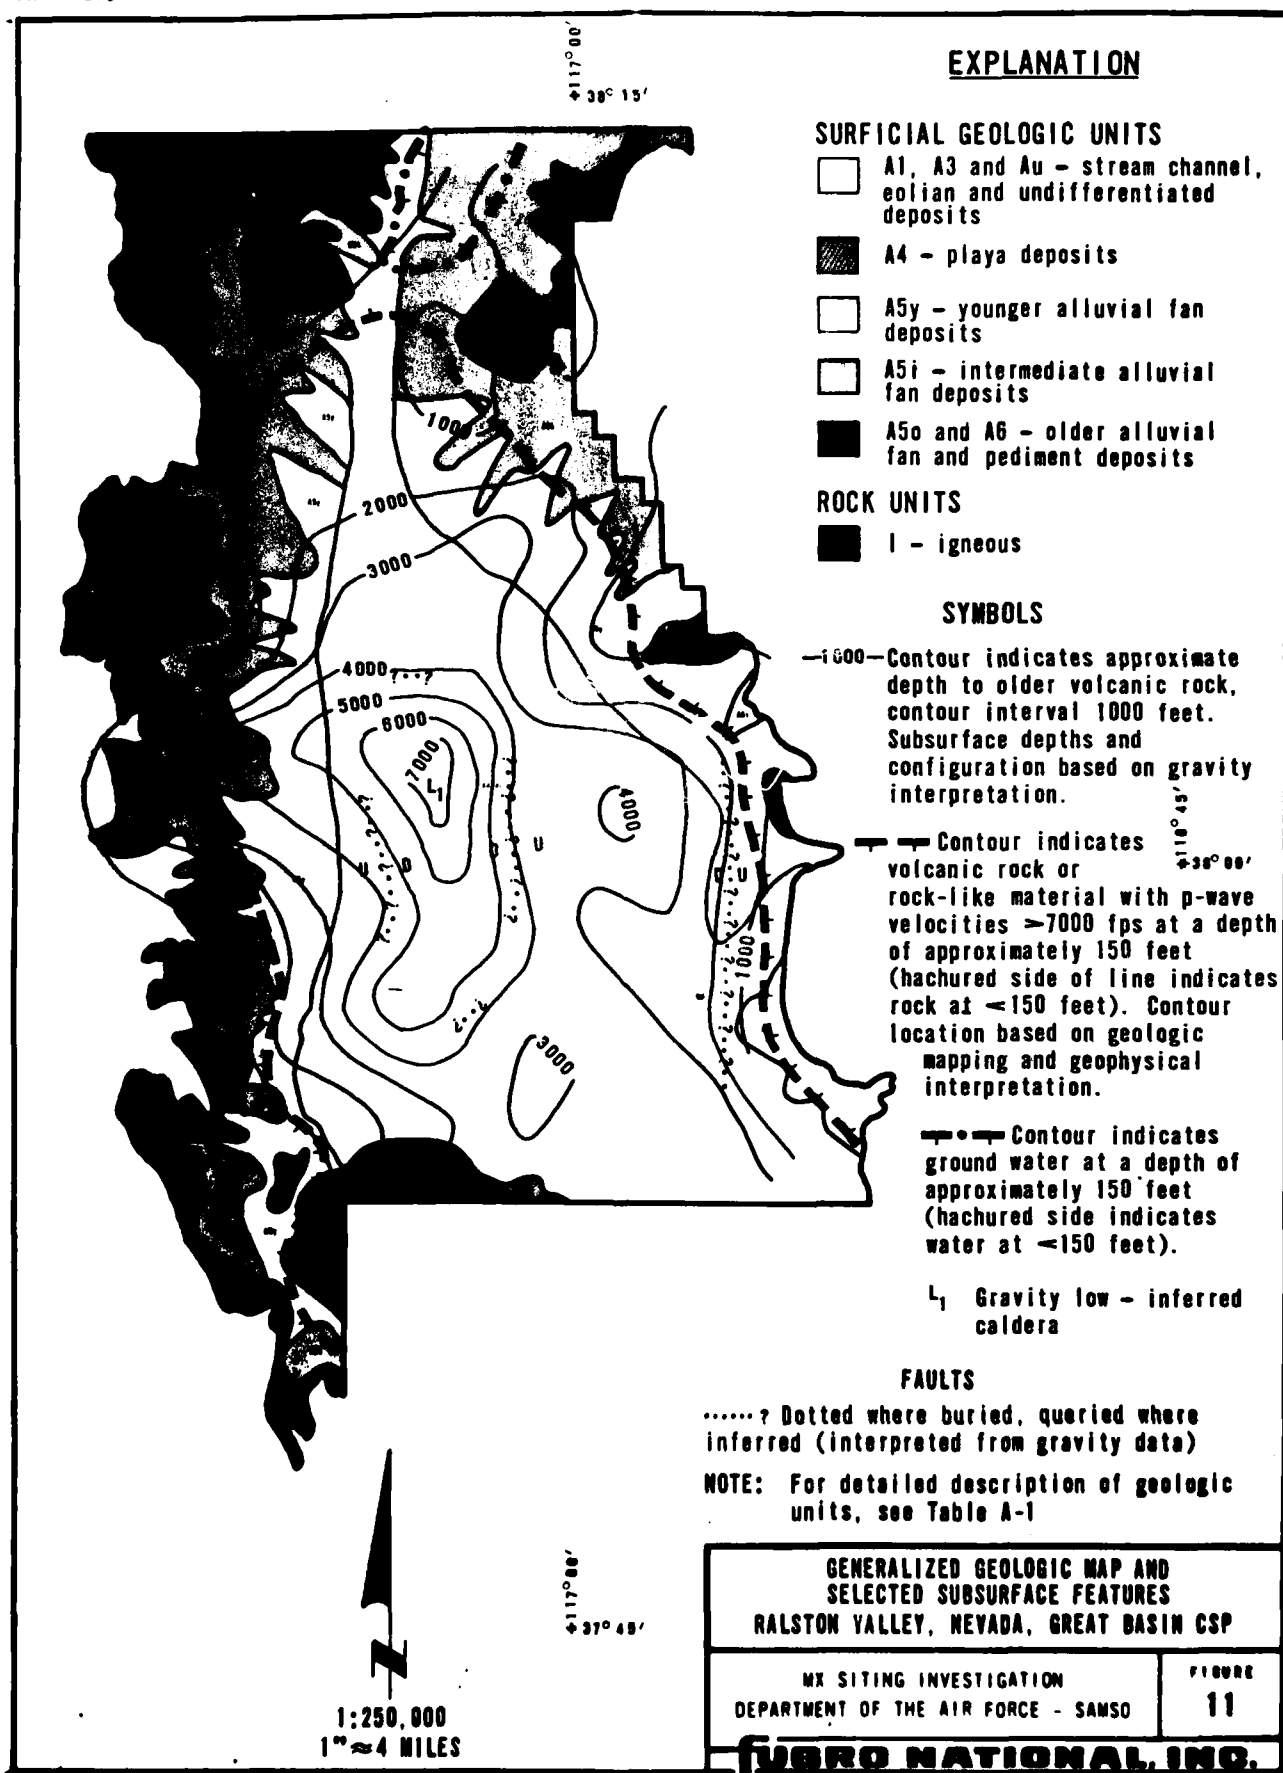 117° 00'
+ 38° 15'
EXPLANATION
SURFICIAL GEOLOGIC UNITS
A1, A3 and Au - stream channel,
eolian and undifferentiated
deposits
A4 - playa deposits
A5y - younger alluvial fan
deposits
A5i - intermediate alluvial
fan deposits
A5o and A6 - older alluvial
fan and pediment deposits
ROCK UNITS
I - igneous
SYMBOLS
—1000—Contour indicates approximate
depth to older volcanic rock,
contour interval 1000 feet.
Subsurface depths and
configuration based on gravity
interpretation.
Contour indicates
volcanic rock or
rock-like material with p-wave
velocities >7000 fps at a depth
of approximately 150 feet
(hachured side of line indicates
rock at <150 feet). Contour
location based on geologic
mapping and geophysical
interpretation.
Contour indicates
ground water at a depth of
approximately 150 feet
(hachured side indicates
water at <150 feet).
L1 Gravity low - inferred
caldera
FAULTS
...... ? Dotted where buried, queried where
inferred (interpreted from gravity data)
NOTE: For detailed description of geologic
units, see Table A-1
1000
2000
3000
4000
?..?
5000
6000
7000
L1
4000
U
U
D
U
1000
3000
116° 45'
+38° 00'
117° 00'
+ 37° 45'
N
1:250,000
1" ≈ 4 MILES
GENERALIZED GEOLOGIC MAP AND
SELECTED SUBSURFACE FEATURES
RALSTON VALLEY, NEVADA, GREAT BASIN CSP
MX SITING INVESTIGATION
DEPARTMENT OF THE AIR FORCE - SAMSO
FIGURE
11
fUGRO NATIONAL, INC.